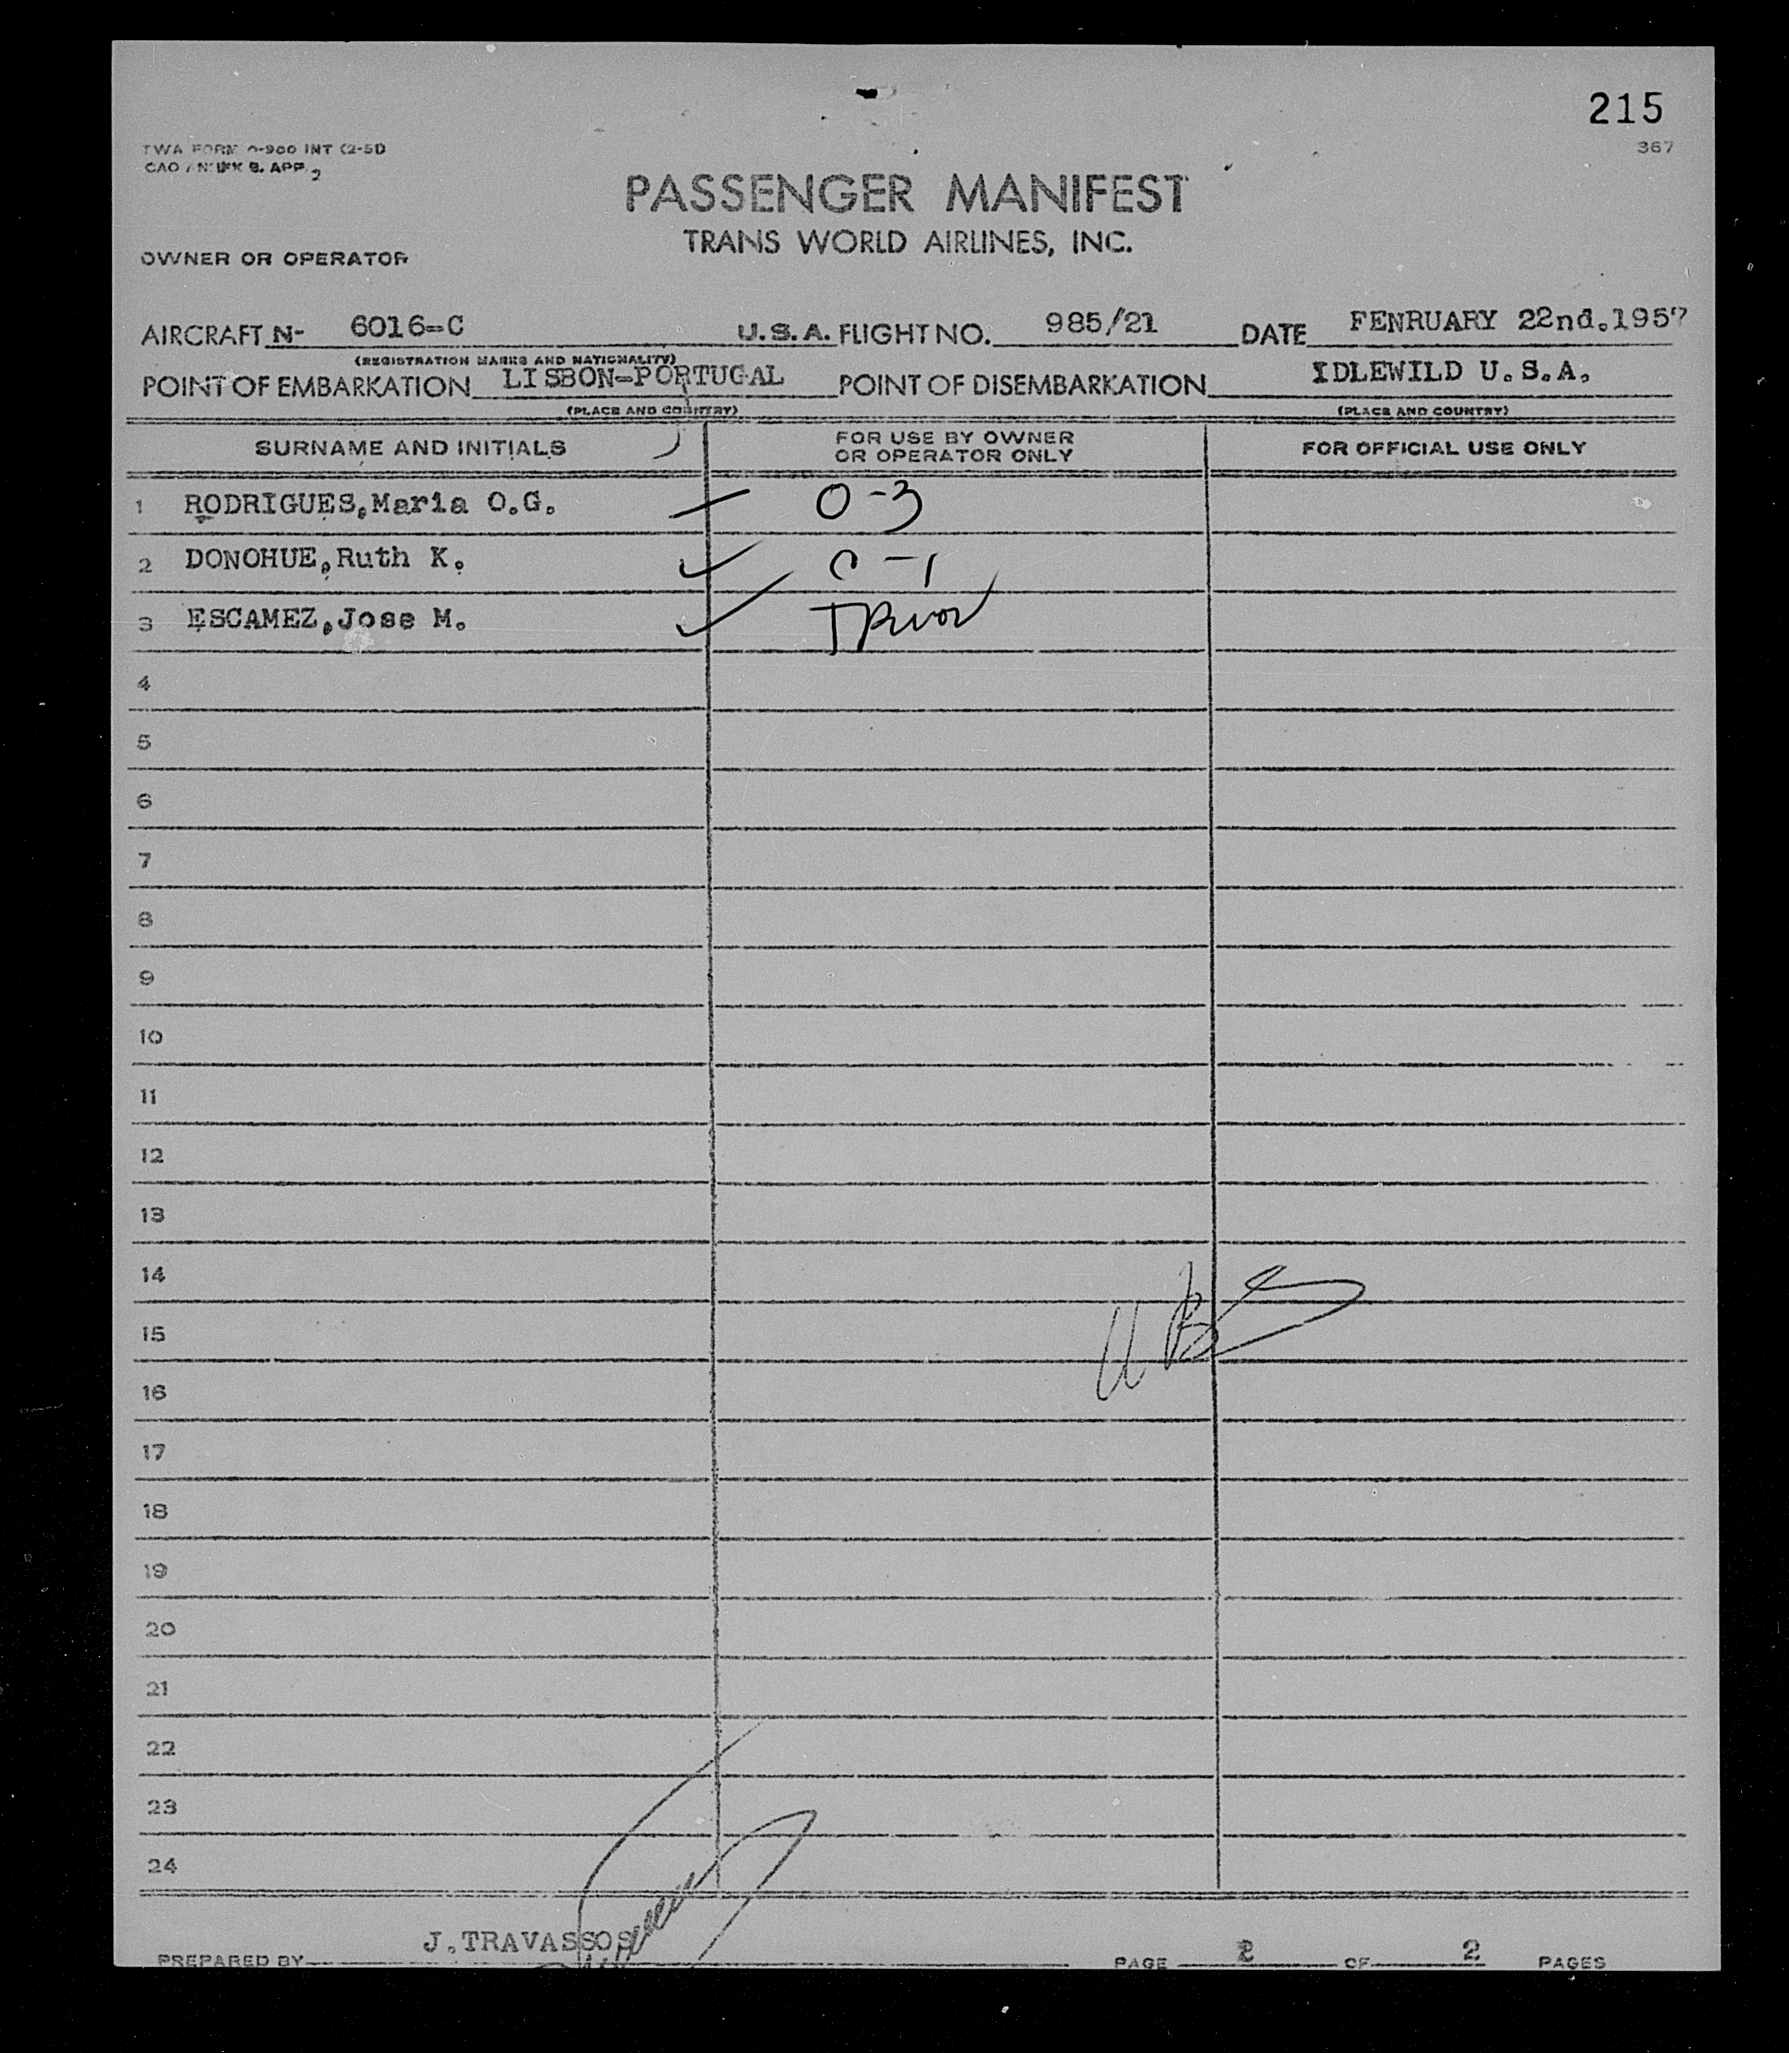 215
367
TWA FORM O-900 INT (2-51)
PASSENGER MANIFEST
TRANS WORLD AIRLINES, INC.
OWNER OR OPERATOR
AIRCRAFT N- 6016-C U.S.A. FLIGHT NO. 985/21 DATE FENRUARY 22nd.1957
(REGISTRATION MARKS AND NATIONALITY)
POINT OF EMBARKATION LISBON-PORTUGAL POINT OF DISEMBARKATION IDLEWILD U.S.A.
(PLACE AND COUNTRY) (PLACE AND COUNTRY)
SURNAME AND INITIALS FOR USE BY OWNER OR OPERATOR ONLY FOR OFFICIAL USE ONLY
1 RODRIGUES,Maria O.G. 0-3
2 DONOHUE,Ruth K. 0-1
3 ESCAMEZ,Jose M.
4
5
6
7
8
9
10
11
12
13
14
15
16
17
18
19
20
21
22
23
24
PREPARED BY J.TRAVASSOS PAGE 2 OF 2 PAGES